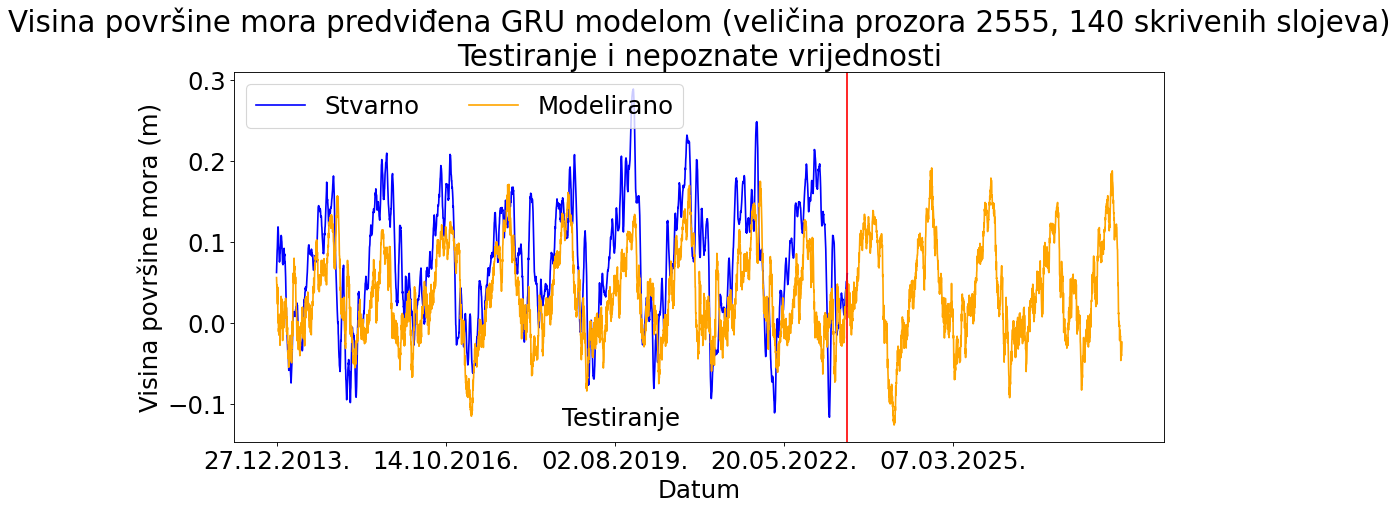 Visina površine mora predviđena GRU modelom (veličina prozora 2555, 140 skrivenih slojeva)
Testiranje i nepoznate vrijednosti
Stvarno Modelirano
Visina površine mora (m)
0.3
0.2
0.1
0.0
−0.1
Testiranje
27.12.2013. 14.10.2016. 02.08.2019. 20.05.2022. 07.03.2025.
Datum